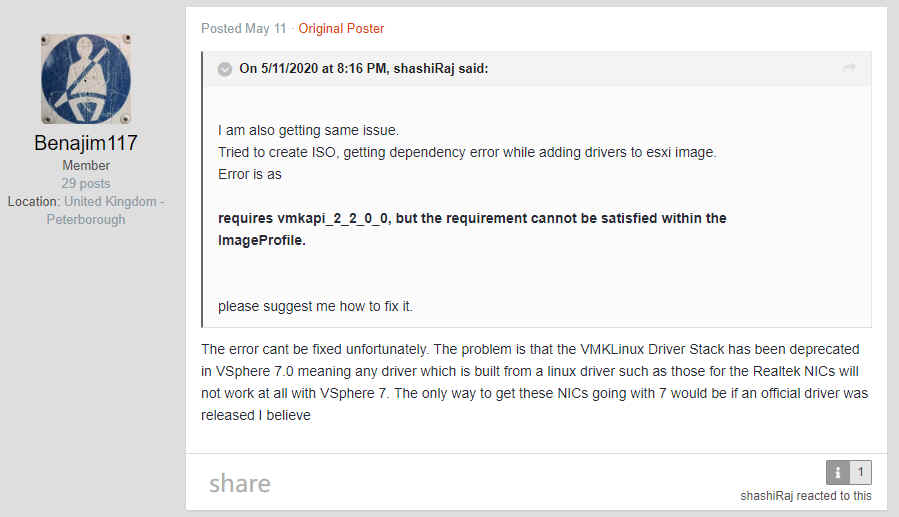 Posted May 11 · Original Poster
On 5/11/2020 at 8:16 PM, shashiRaj said:
Benajim117
Member
29 posts
Location: United Kingdom -
Peterborough
I am also getting same issue.
Tried to create ISO, getting dependency error while adding drivers to esxi image.
Error is as
requires vmkapi_2_2_0_0, but the requirement cannot be satisfied within the
ImageProfile.
please suggest me how to fix it.
The error cant be fixed unfortunately. The problem is that the VMKLinux Driver Stack has been deprecated
in VSphere 7.0 meaning any driver which is built from a linux driver such as those for the Realtek NICs will
not work at all with VSphere 7. The only way to get these NICs going with 7 would be if an official driver was
released I believe
share
1
shashiRaj reacted to this